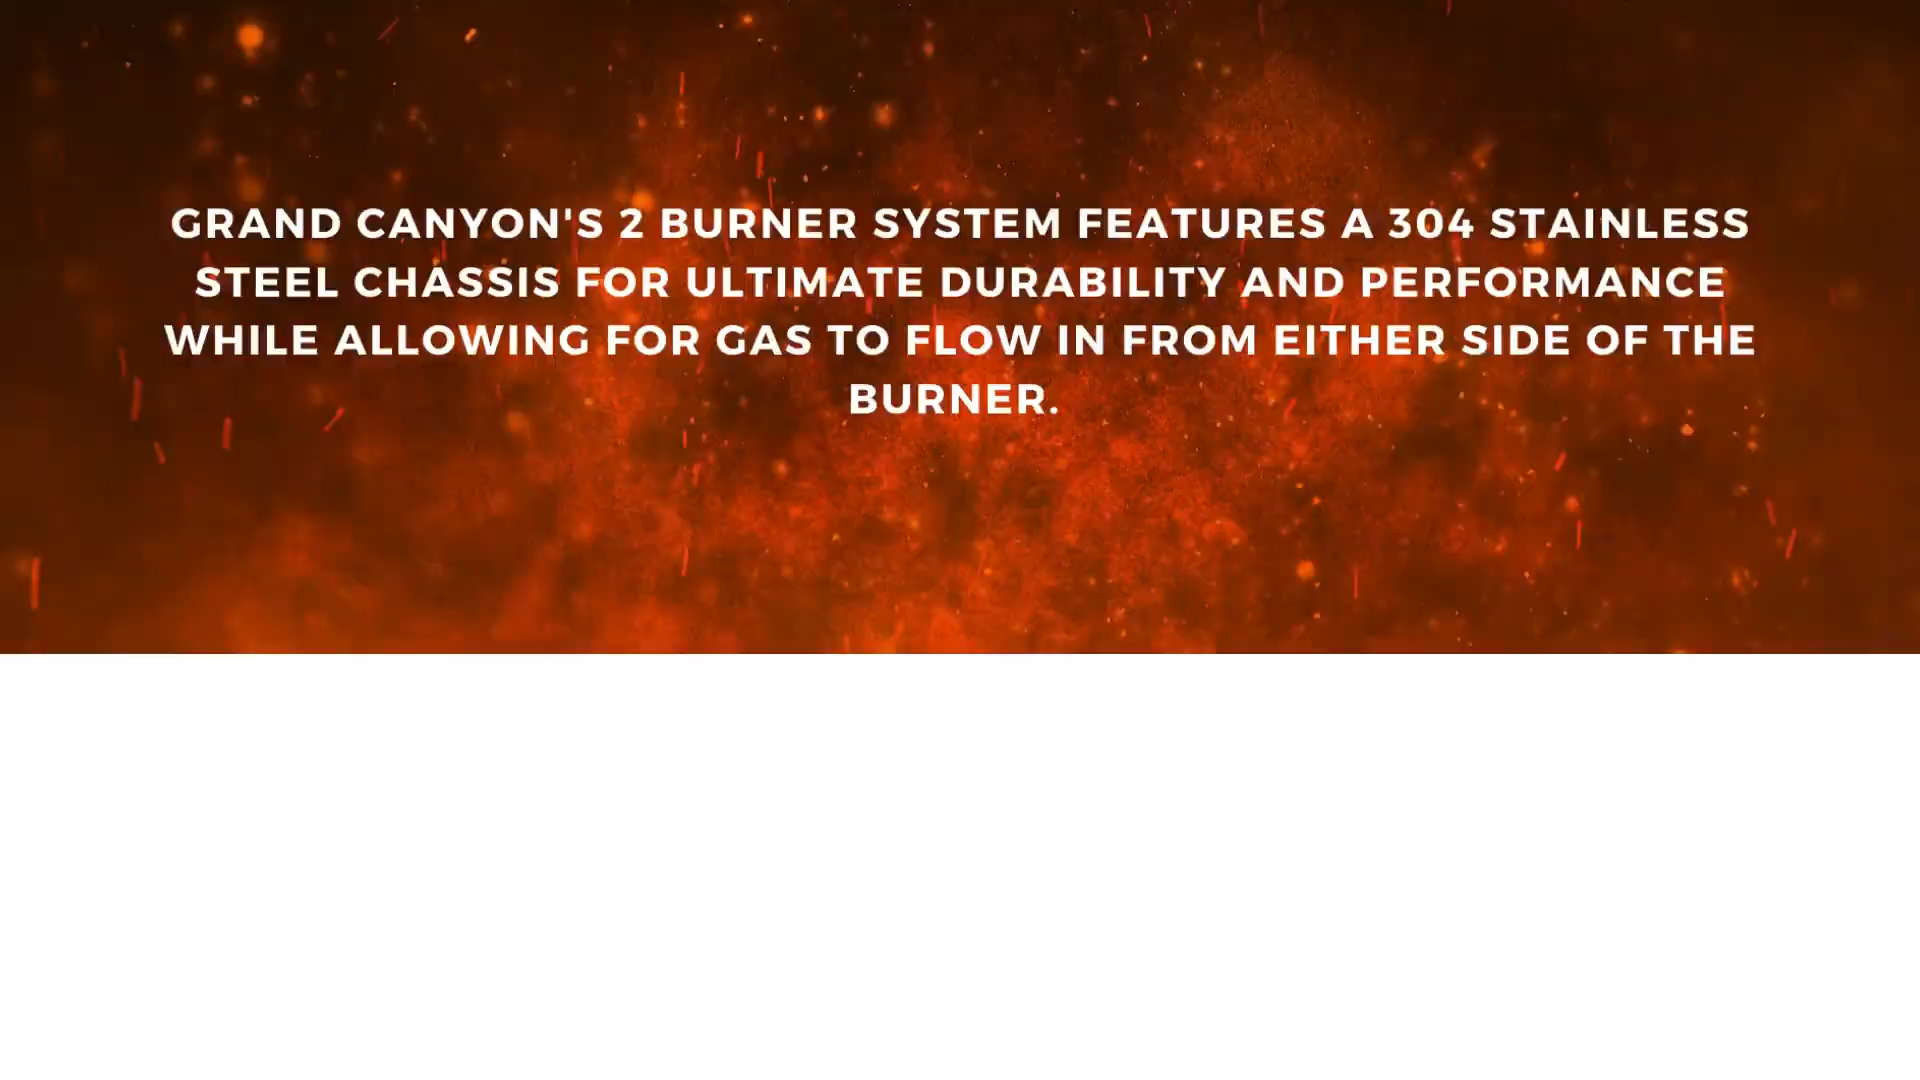 GRAND CANYON'S 2 BURNER SYSTEM FEATURES A 304 STAINLESS
STEEL CHASSIS FOR ULTIMATE DURABILITY AND PERFORMANCE
WHILE ALLOWING FOR GAS TO FLOW IN FROM EITHER SIDE OF THE
BURNER.